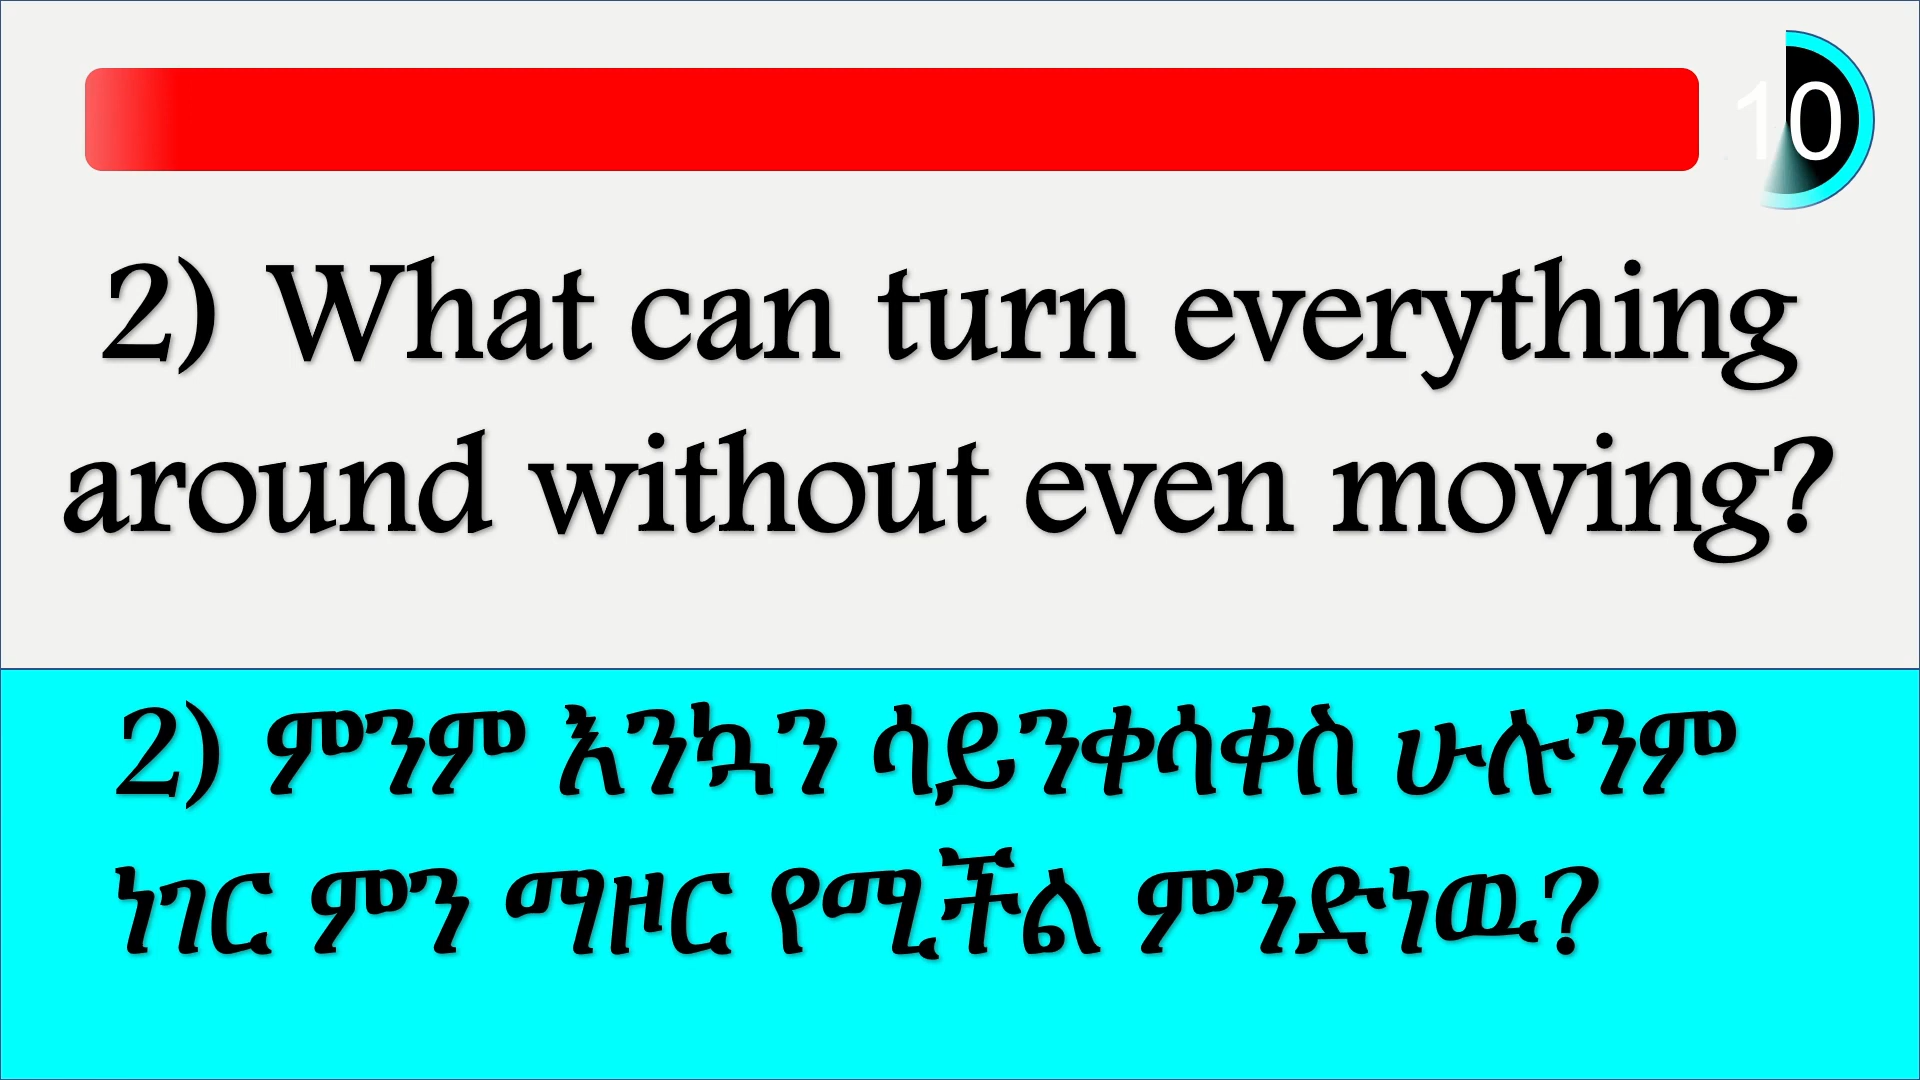 10
2) What can turn everything
around without even moving?
2) ምንም እንኳን ሳይንቀሳቀስ ሁሉንም
ነገር ምን ማዞር የሚችል ምንድነዉ?